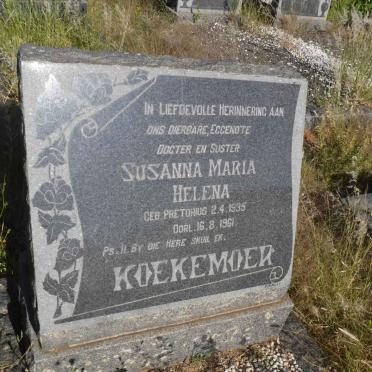 IN LIEFDEVOLLE HERINNERING AAN
ONS DIERBARE, EGGENOTE
DOGTER EN SUSTER
SUSANNA MARIA
HELENA
GEB PRETORIUS 2.4.1935
OORL. 16.8.1961
PS. 11. BY DIE HERE SKUIL EK.
KOEKEMOER